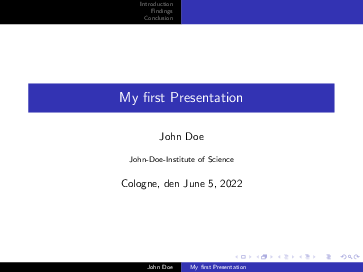 Introduction
Findings
Conclusion
My first Presentation
John Doe
John-Doe-Institute of Science
Cologne, den June 5, 2022
John Doe
My first Presentation